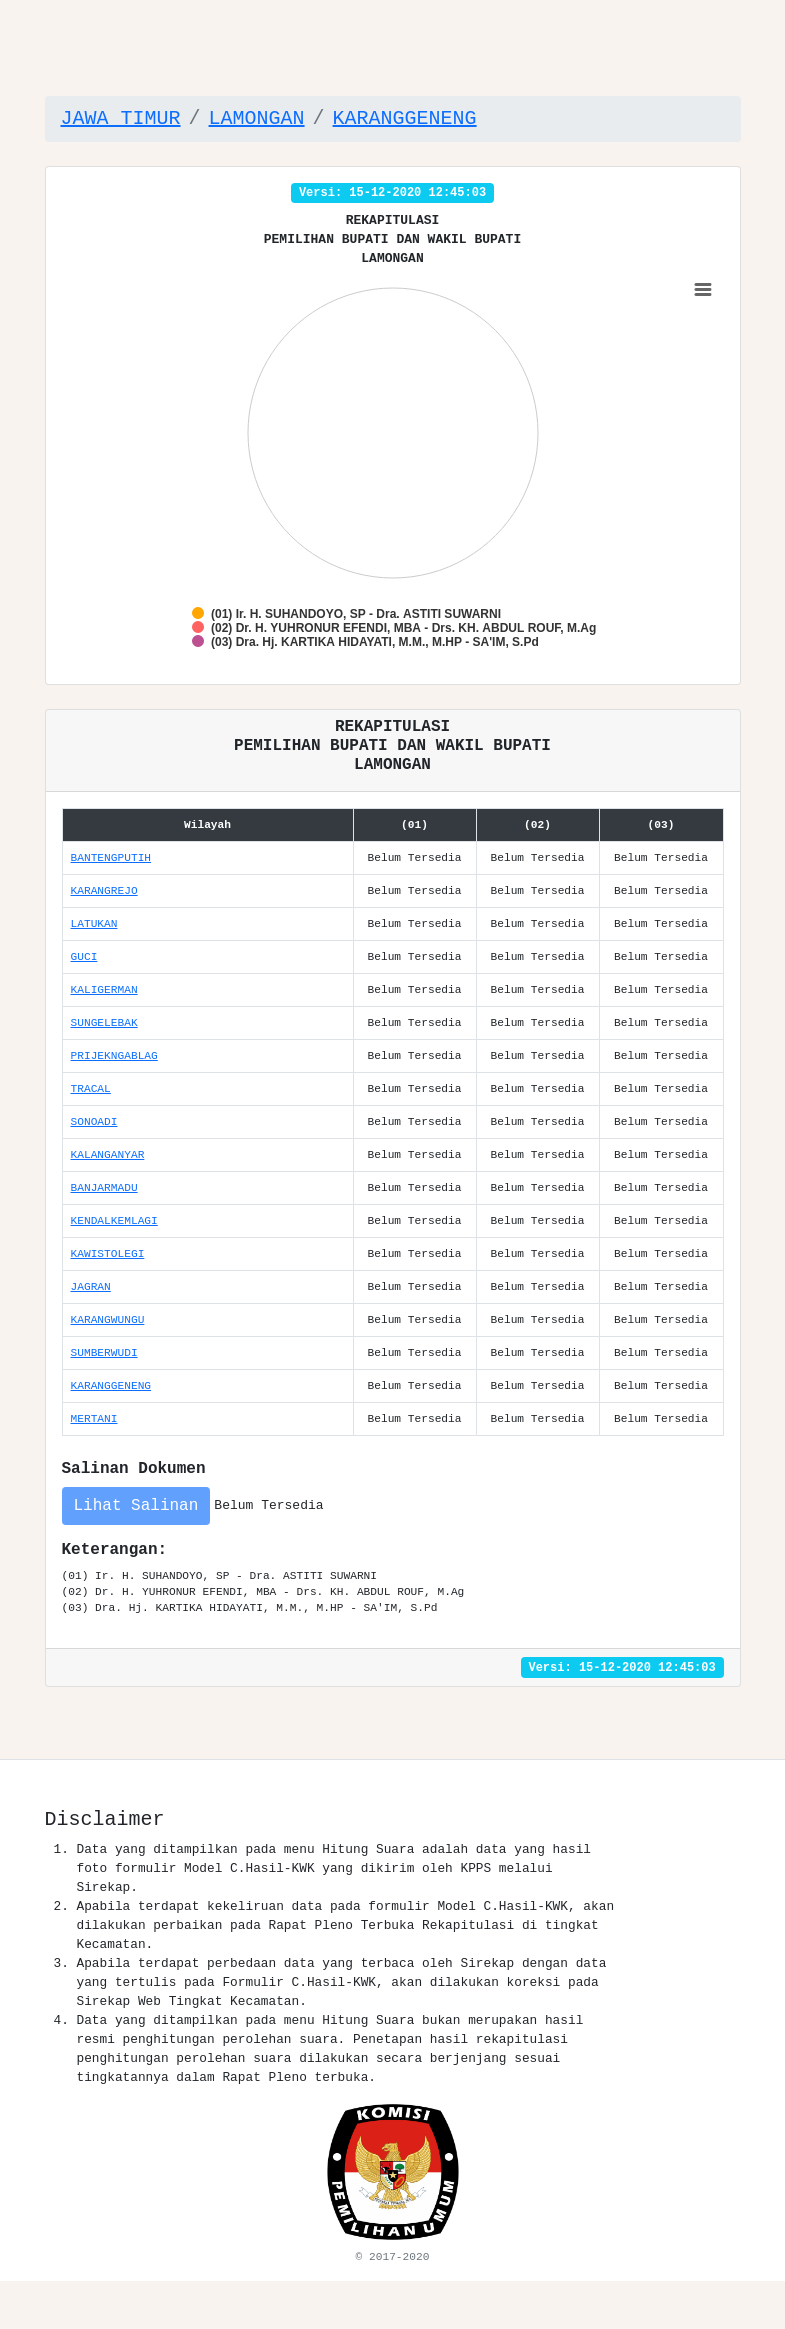 JAWA TIMUR / LAMONGAN / KARANGGENENG
Versi: 15-12-2020 12:45:03
REKAPITULASI
PEMILIHAN BUPATI DAN WAKIL BUPATI
LAMONGAN
(01) Ir. H. SUHANDOYO, SP - Dra. ASTITI SUWARNI
(02) Dr. H. YUHRONUR EFENDI, MBA - Drs. KH. ABDUL ROUF, M.Ag
(03) Dra. Hj. KARTIKA HIDAYATI, M.M., M.HP - SA'IM, S.Pd
REKAPITULASI
PEMILIHAN BUPATI DAN WAKIL BUPATI
LAMONGAN
Wilayah (01) (02) (03)
BANTENGPUTIH Belum Tersedia Belum Tersedia Belum Tersedia
KARANGREJO Belum Tersedia Belum Tersedia Belum Tersedia
LATUKAN Belum Tersedia Belum Tersedia Belum Tersedia
GUCI Belum Tersedia Belum Tersedia Belum Tersedia
KALIGERMAN Belum Tersedia Belum Tersedia Belum Tersedia
SUNGELEBAK Belum Tersedia Belum Tersedia Belum Tersedia
PRIJEKNGABLAG Belum Tersedia Belum Tersedia Belum Tersedia
TRACAL Belum Tersedia Belum Tersedia Belum Tersedia
SONOADI Belum Tersedia Belum Tersedia Belum Tersedia
KALANGANYAR Belum Tersedia Belum Tersedia Belum Tersedia
BANJARMADU Belum Tersedia Belum Tersedia Belum Tersedia
KENDALKEMLAGI Belum Tersedia Belum Tersedia Belum Tersedia
KAWISTOLEGI Belum Tersedia Belum Tersedia Belum Tersedia
JAGRAN Belum Tersedia Belum Tersedia Belum Tersedia
KARANGWUNGU Belum Tersedia Belum Tersedia Belum Tersedia
SUMBERWUDI Belum Tersedia Belum Tersedia Belum Tersedia
KARANGGENENG Belum Tersedia Belum Tersedia Belum Tersedia
MERTANI Belum Tersedia Belum Tersedia Belum Tersedia
Salinan Dokumen
Lihat Salinan Belum Tersedia
Keterangan:
(01) Ir. H. SUHANDOYO, SP - Dra. ASTITI SUWARNI
(02) Dr. H. YUHRONUR EFENDI, MBA - Drs. KH. ABDUL ROUF, M.Ag
(03) Dra. Hj. KARTIKA HIDAYATI, M.M., M.HP - SA'IM, S.Pd
Versi: 15-12-2020 12:45:03
Disclaimer
1. Data yang ditampilkan pada menu Hitung Suara adalah data yang hasil
foto formulir Model C.Hasil-KWK yang dikirim oleh KPPS melalui
Sirekap.
2. Apabila terdapat kekeliruan data pada formulir Model C.Hasil-KWK, akan
dilakukan perbaikan pada Rapat Pleno Terbuka Rekapitulasi di tingkat
Kecamatan.
3. Apabila terdapat perbedaan data yang terbaca oleh Sirekap dengan data
yang tertulis pada Formulir C.Hasil-KWK, akan dilakukan koreksi pada
Sirekap Web Tingkat Kecamatan.
4. Data yang ditampilkan pada menu Hitung Suara bukan merupakan hasil
resmi penghitungan perolehan suara. Penetapan hasil rekapitulasi
penghitungan perolehan suara dilakukan secara berjenjang sesuai
tingkatannya dalam Rapat Pleno terbuka.
KOMISI
PEMILIHAN UMUM
© 2017-2020